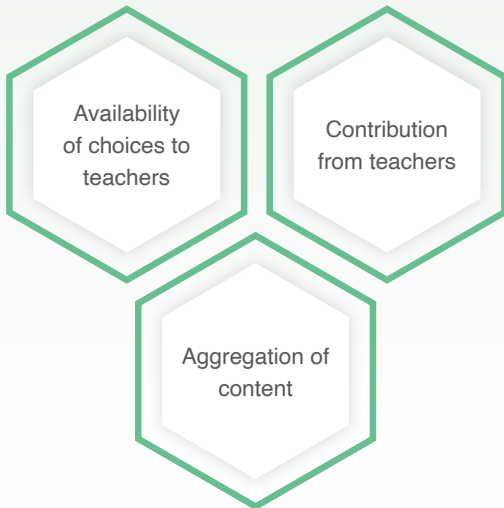 Availability
of choices to
teachers
Contribution
from teachers
Aggregation of
content